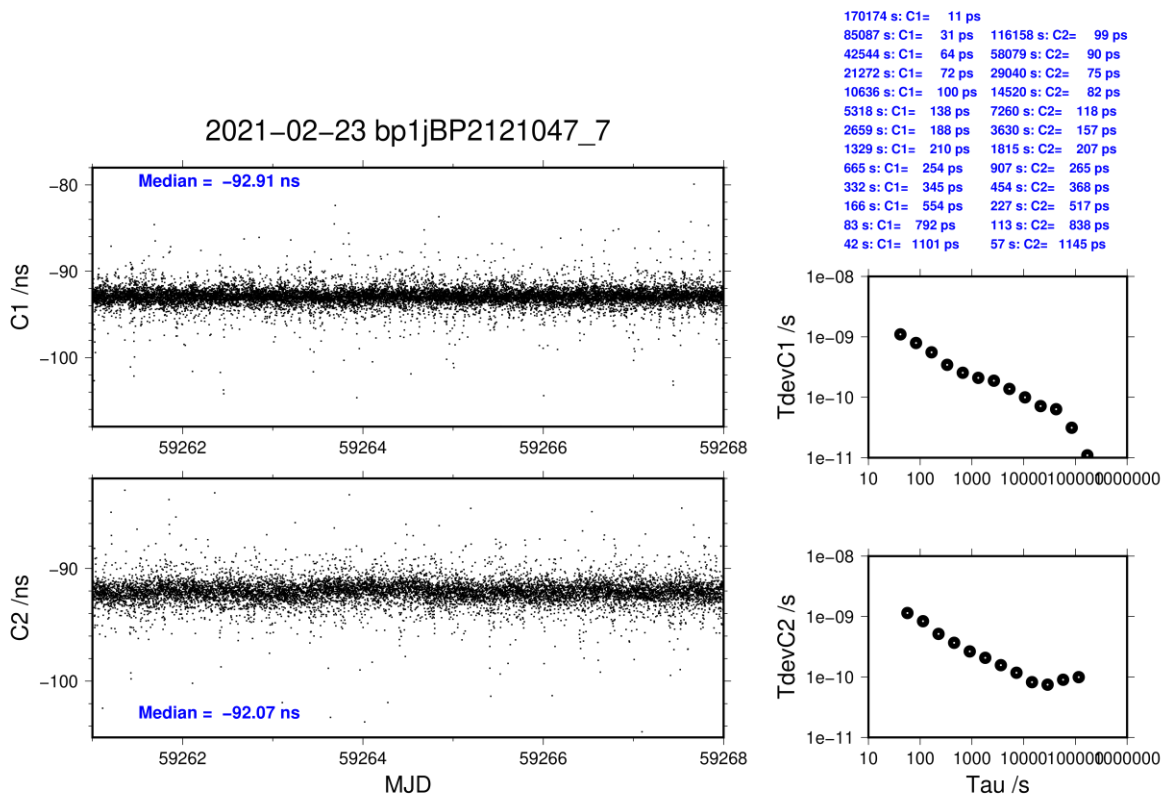 170174 s: C1= 11 ps
85087 s: C1= 31 ps 116158 s: C2= 99 ps
42544 s: C1= 64 ps 58079 s: C2= 90 ps
21272 s: C1= 72 ps 29040 s: C2= 75 ps
10636 s: C1= 100 ps 14520 s: C2= 82 ps
5318 s: C1= 138 ps 7260 s: C2= 118 ps
2659 s: C1= 188 ps 3630 s: C2= 157 ps
1329 s: C1= 210 ps 1815 s: C2= 207 ps
665 s: C1= 254 ps 907 s: C2= 265 ps
332 s: C1= 345 ps 454 s: C2= 368 ps
166 s: C1= 554 ps 227 s: C2= 517 ps
83 s: C1= 792 ps 113 s: C2= 838 ps
42 s: C1= 1101 ps 57 s: C2= 1145 ps
2021−02−23 bp1jBP2121047_7
Median = −92.91 ns
−80
−90
−100
C1 /ns
59262 59264 59266 59268
−90
−100
C2 /ns
Median = −92.07 ns
59262 59264 59266 59268
MJD
1e−08
1e−09
1e−10
1e−11
TdevC1 /s
10 100 1000 10000 100000 1000000
1e−08
1e−09
1e−10
1e−11
TdevC2 /s
10 100 1000 10000 100000 1000000
Tau /s